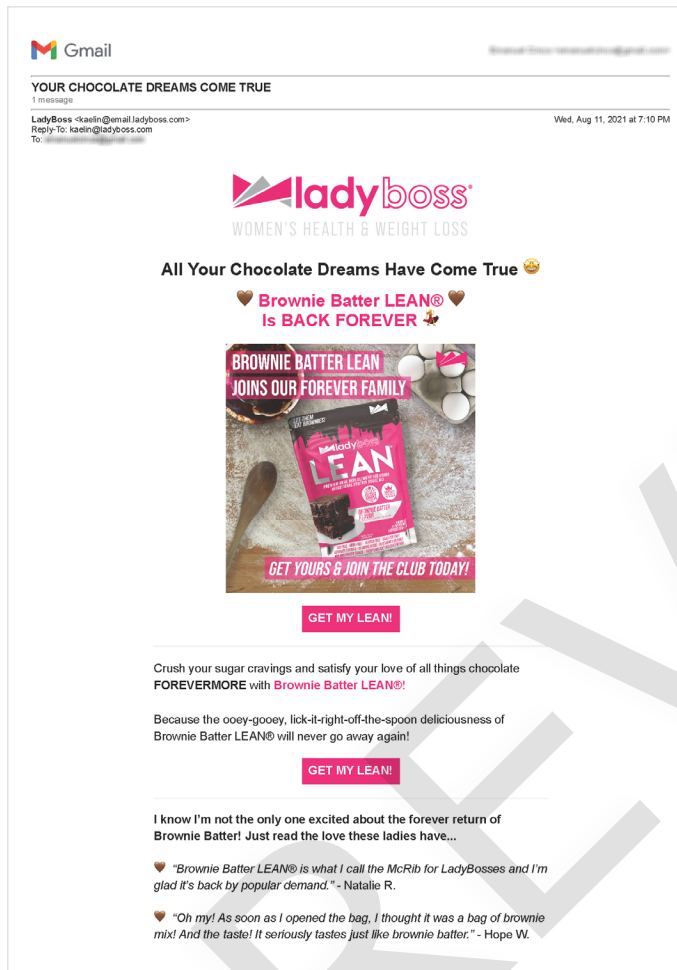 Gmail
YOUR CHOCOLATE DREAMS COME TRUE
1 message
LadyBoss <kaelin@email.ladyboss.com>
Wed, Aug 11, 2021 at 7:10 PM
Reply-To: kaelin@ladyboss.com
To:
ladyboss®
WOMEN'S HEALTH & WEIGHT LOSS
All Your Chocolate Dreams Have Come True 🤩
🤎 Brownie Batter LEAN® 🤎
Is BACK FOREVER 💃
BROWNIE BATTER LEAN
JOINS OUR FOREVER FAMILY
ladyboss
LEAN
BROWNIE BATTER
GET YOURS & JOIN THE CLUB TODAY!
GET MY LEAN!
Crush your sugar cravings and satisfy your love of all things chocolate
FOREVERMORE with Brownie Batter LEAN®!
Because the ooey-gooey, lick-it-right-off-the-spoon deliciousness of
Brownie Batter LEAN® will never go away again!
GET MY LEAN!
I know I'm not the only one excited about the forever return of
Brownie Batter! Just read the love these ladies have...
🤎 “Brownie Batter LEAN® is what I call the McRib for LadyBosses and I'm
glad it's back by popular demand.” - Natalie R.
🤎 “Oh my! As soon as I opened the bag, I thought it was a bag of brownie
mix! And the taste! It seriously tastes just like brownie batter.” - Hope W.